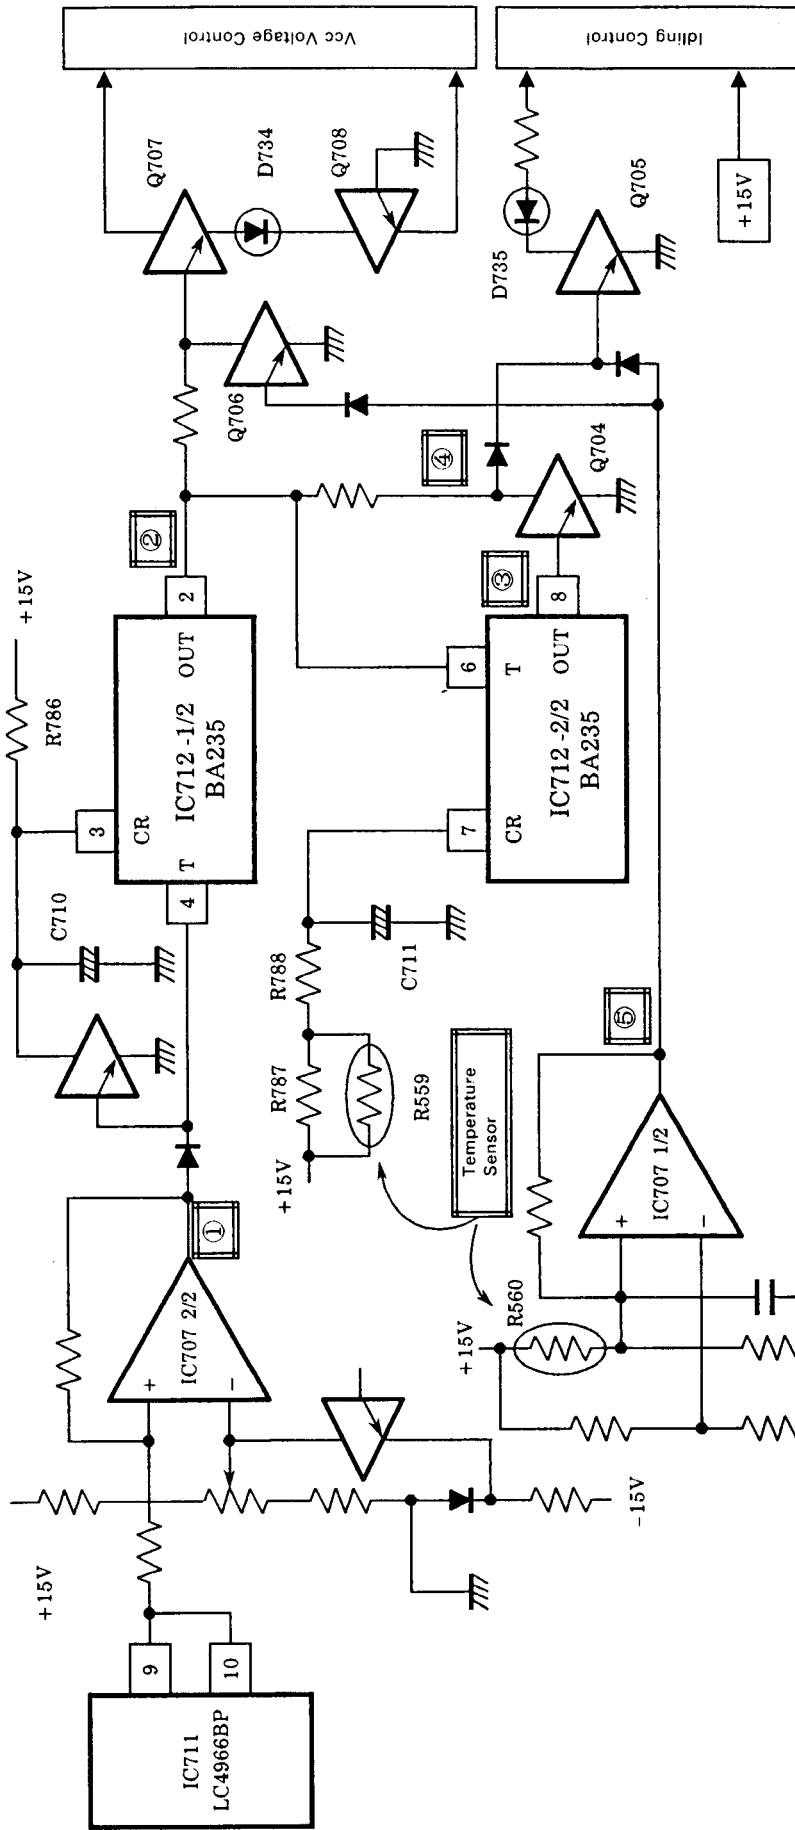 IC711
LC4966BP
9
10
+15V
-15V
+
−
IC707 2/2
①
C710
R786
+15V
3
CR
4
T
IC712-1/2
BA235
OUT
2
②
+15V
R787
R788
R559
C711
Temperature
Sensor
7
CR
6
T
IC712-2/2
BA235
OUT
8
③
④
Q704
Q706
Q707
D734
Q708
Vcc Voltage Control
D735
Q705
Idling Control
+15V
+15V
R560
+
−
IC707 1/2
⑤